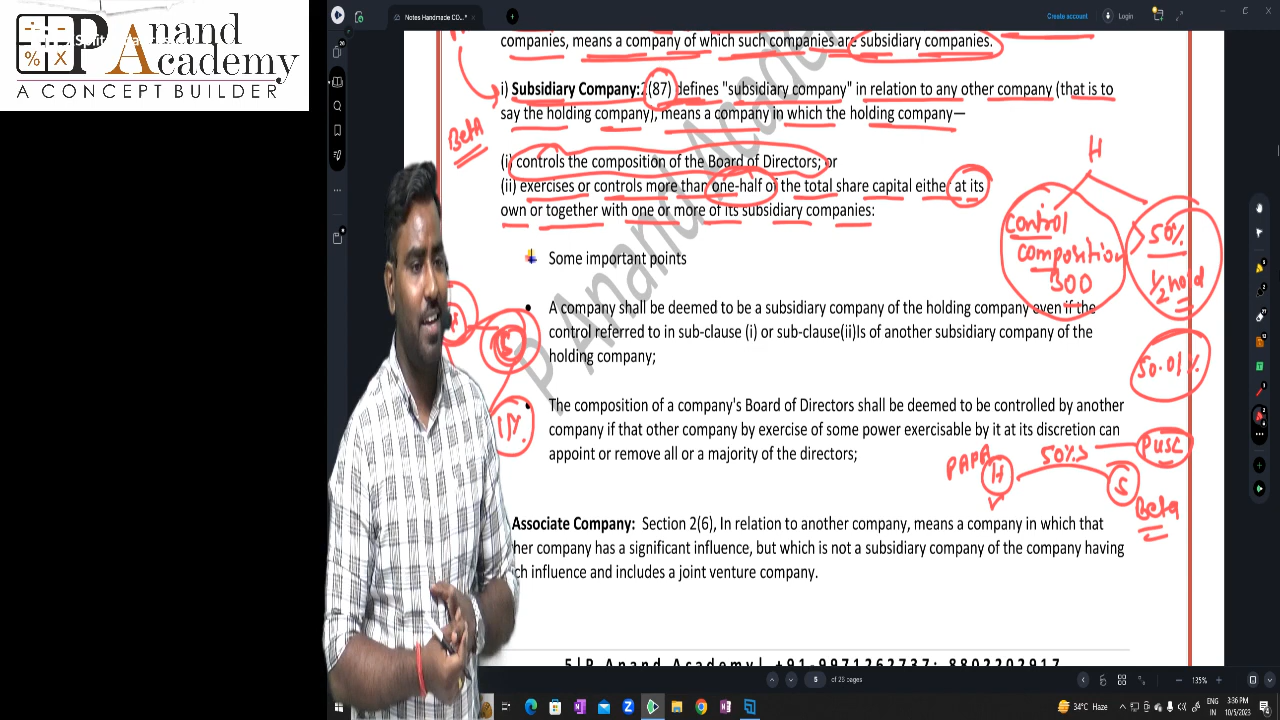 P Anand
Academy
A CONCEPT BUILDER
Notes Handmade CO...*
Create account
Login
companies, means a company of which such companies are subsidiary companies.
i) Subsidiary Company:2(87) defines "subsidiary company" in relation to any other company (that is to
say the holding company), means a company in which the holding company—
BetA
(i) controls the composition of the Board of Directors; or
(ii) exercises or controls more than one-half of the total share capital either at its
own or together with one or more of its subsidiary companies:
H
Control
composition
300
50%
1/2 hold
50.01%
Some important points
A company shall be deemed to be a subsidiary company of the holding company even if the
control referred to in sub-clause (i) or sub-clause(ii)Is of another subsidiary company of the
holding company;
The composition of a company's Board of Directors shall be deemed to be controlled by another
company if that other company by exercise of some power exercisable by it at its discretion can
appoint or remove all or a majority of the directors;
PAPA
H
50%
S
Pusc
Beta
Associate Company: Section 2(6), In relation to another company, means a company in which that
her company has a significant influence, but which is not a subsidiary company of the company having
ch influence and includes a joint venture company.
P Anand Academy
5 | P Anand Academy| +91-9971262737; 8802202917
5
of 26 pages
135%
34°C Haze
ENG
IN
3:36 PM
10/5/2023